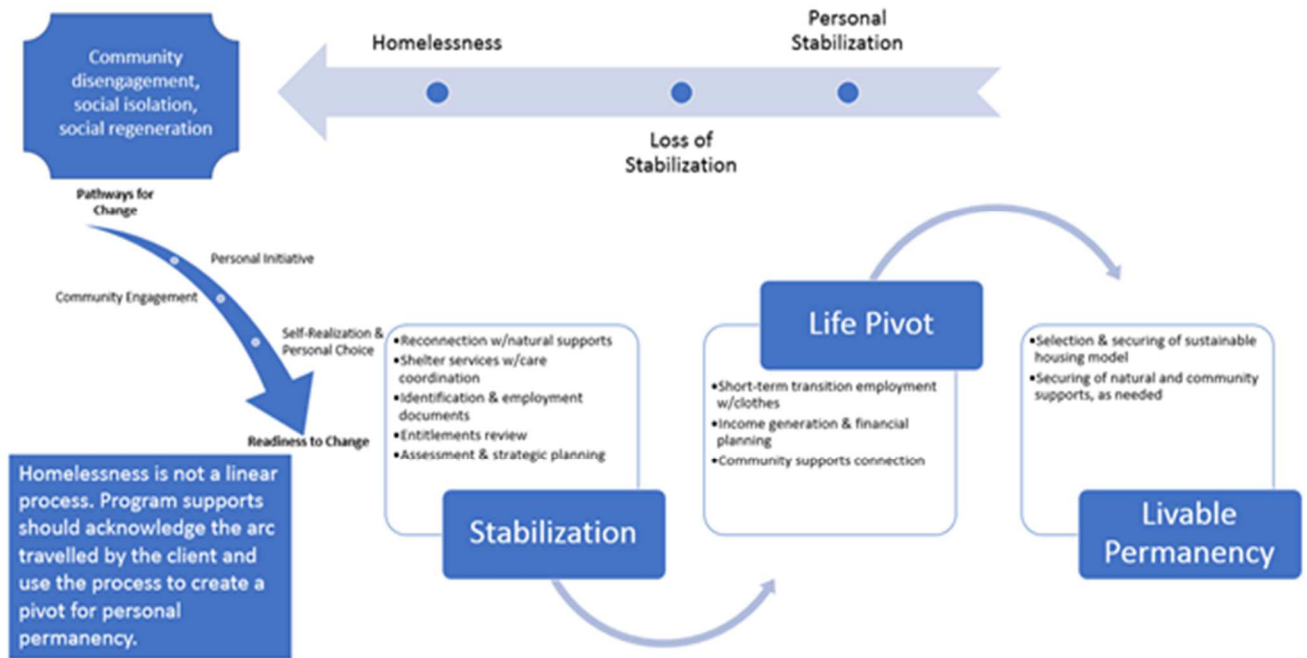 Community
disengagement,
social isolation,
social regeneration
Homelessness
Personal
Stabilization
Loss of
Stabilization
Pathways for
Change
Personal Initiative
Community Engagement
Self-Realization &
Personal Choice
Readiness to Change
Homelessness is not a linear
process. Program supports
should acknowledge the arc
travelled by the client and
use the process to create a
pivot for personal
permanency.
•Reconnection w/natural supports
•Shelter services w/care
coordination
•Identification & employment
documents
•Entitlements review
•Assessment & strategic planning
Stabilization
Life Pivot
•Short-term transition employment
w/clothes
•Income generation & financial
planning
•Community supports connection
•Selection & securing of sustainable
housing model
•Securing of natural and community
supports, as needed
Livable
Permanency